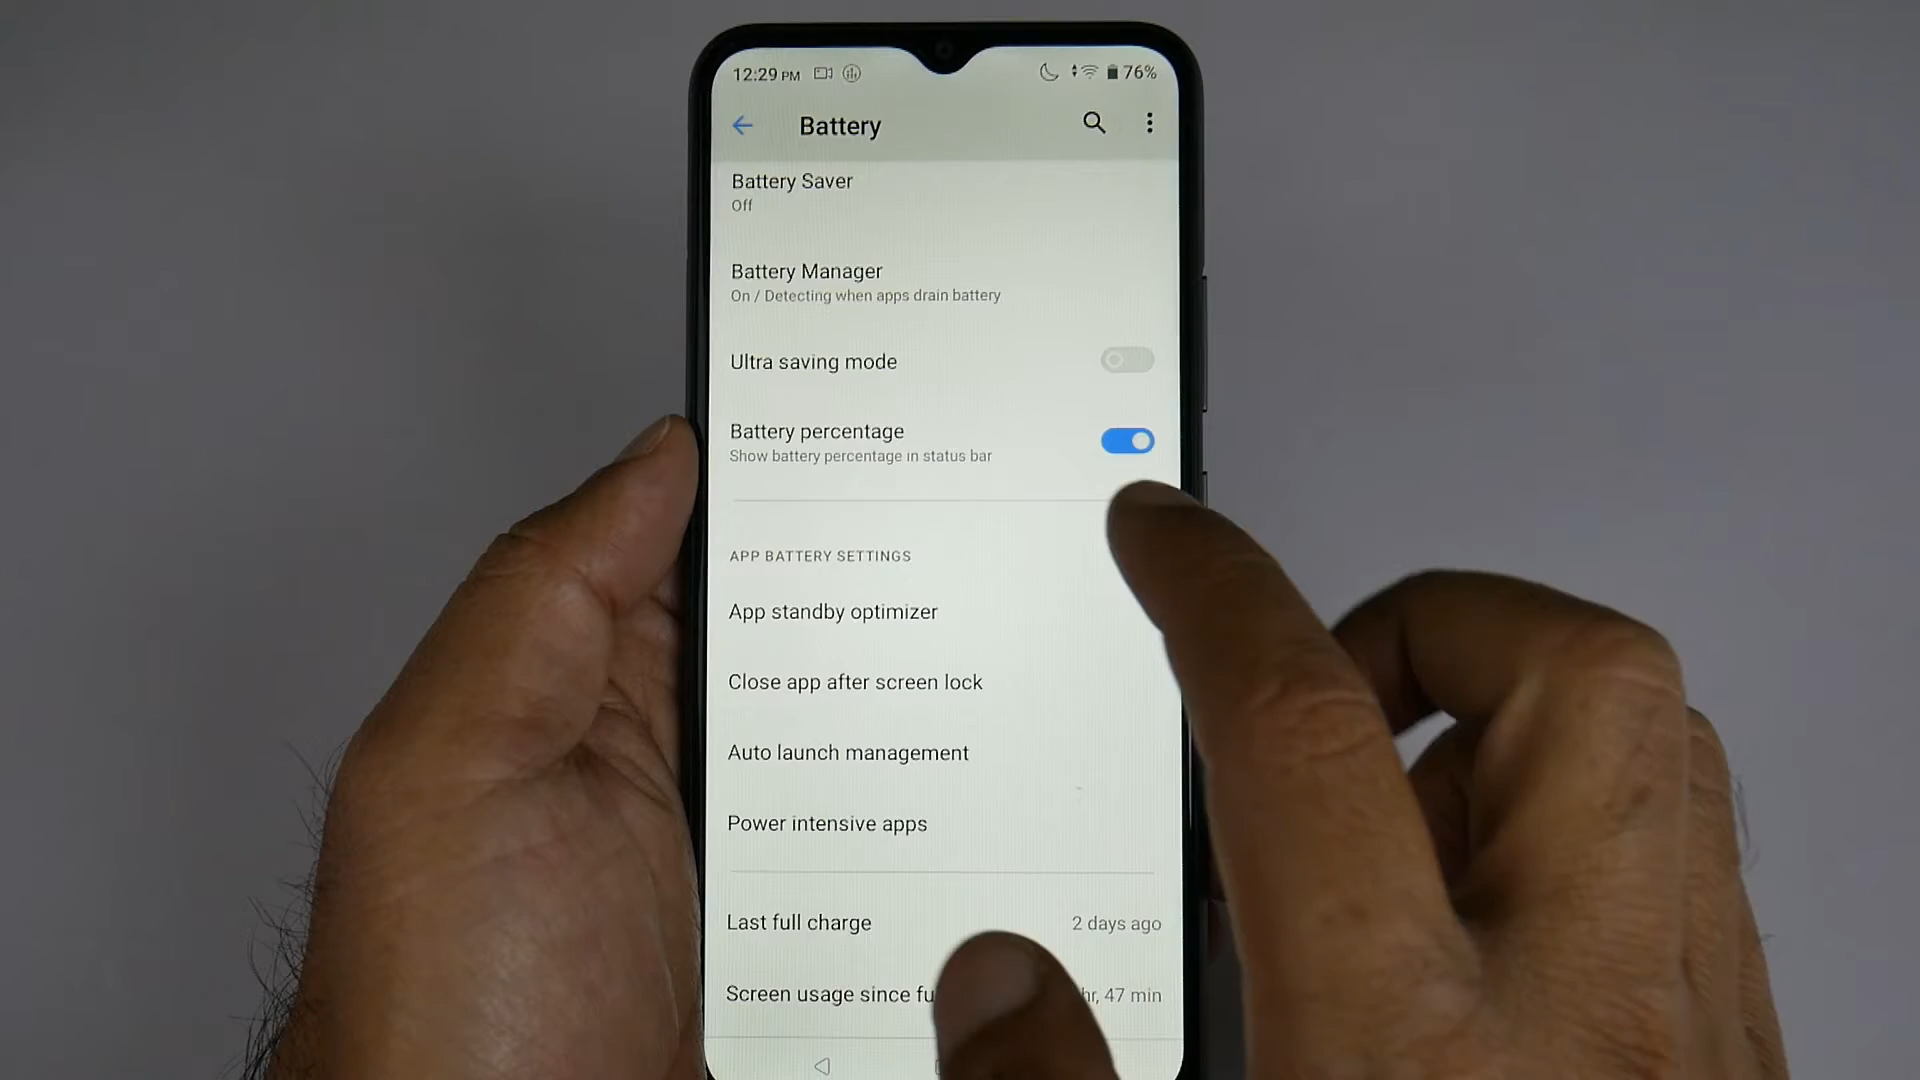 12:29 PM 76%
Battery
Battery Saver
Off
Battery Manager
On / Detecting when apps drain battery
Ultra saving mode
Battery percentage
Show battery percentage in status bar
APP BATTERY SETTINGS
App standby optimizer
Close app after screen lock
Auto launch management
Power intensive apps
Last full charge 2 days ago
Screen usage since hr, 47 min